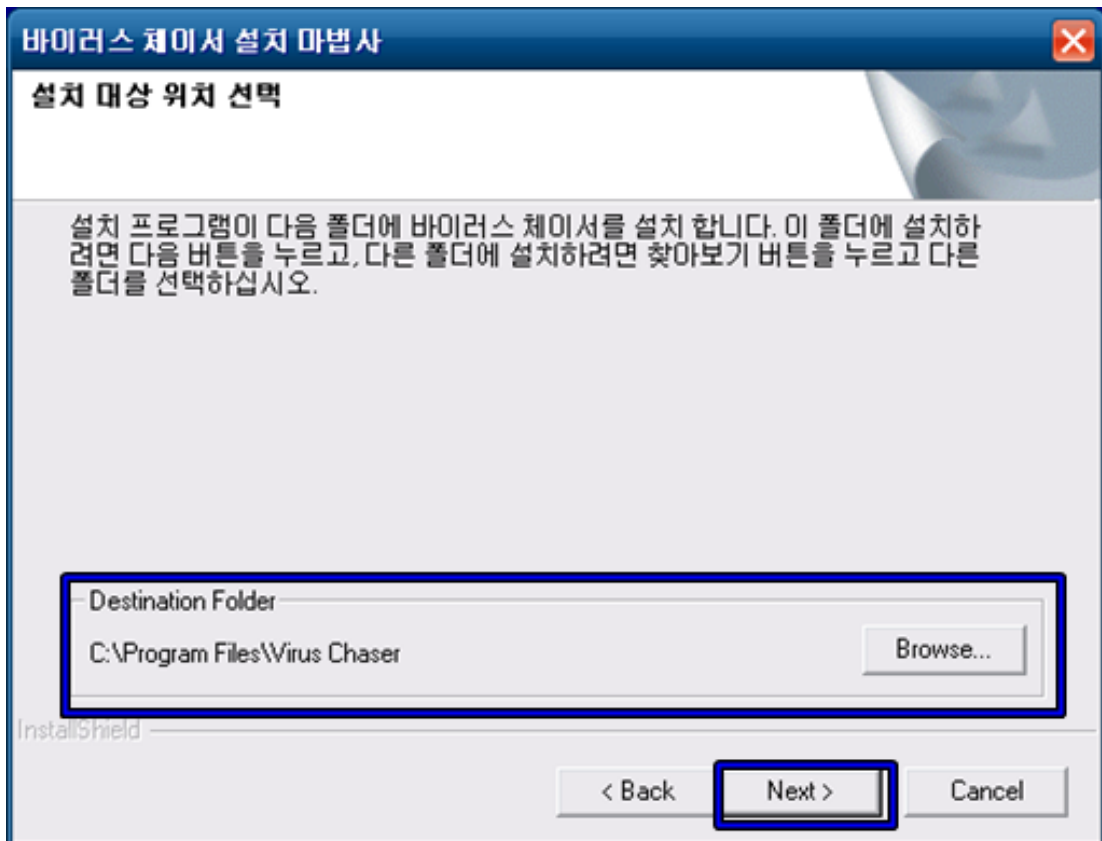 바이러스 체이서 설치 마법사
설치 대상 위치 선택
설치 프로그램이 다음 폴더에 바이러스 체이서를 설치 합니다. 이 폴더에 설치하
려면 다음 버튼을 누르고, 다른 폴더에 설치하려면 찾아보기 버튼을 누르고 다른
폴더를 선택하십시오.
Destination Folder
C:\Program Files\Virus Chaser
Browse...
InstallShield
< Back
Next >
Cancel